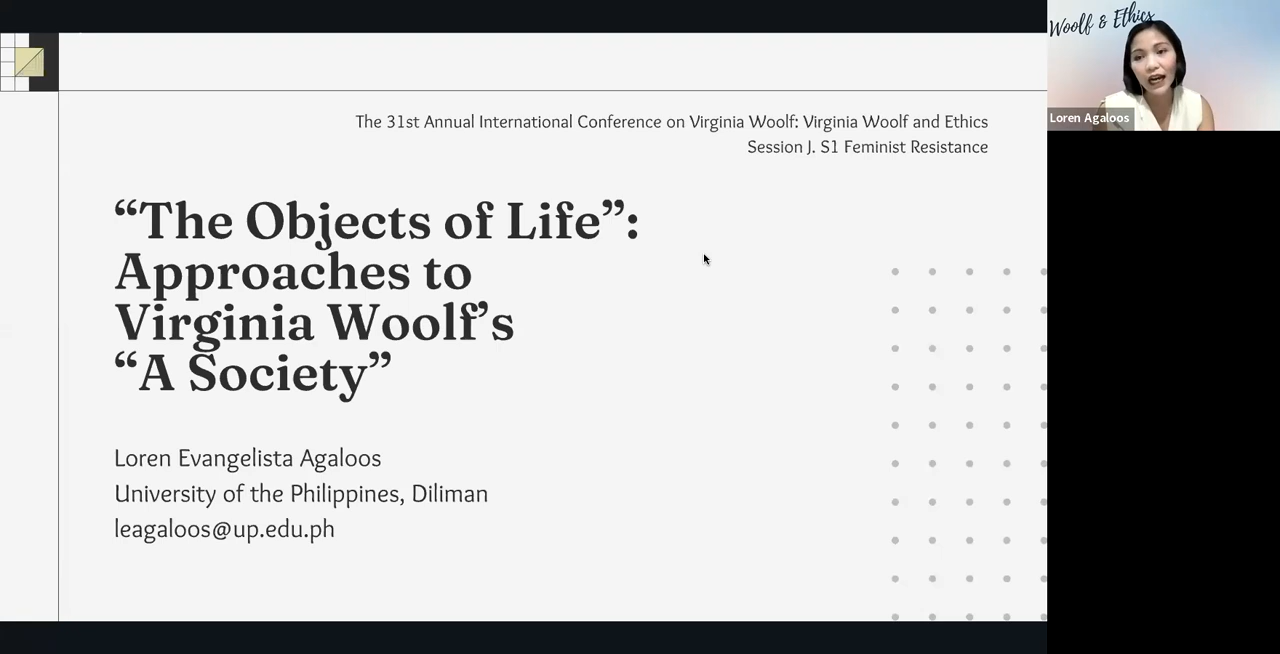 The 31st Annual International Conference on Virginia Woolf: Virginia Woolf and Ethics
Session J. S1 Feminist Resistance
“The Objects of Life”:
Approaches to
Virginia Woolf’s
“A Society”
Loren Evangelista Agaloos
University of the Philippines, Diliman
leagaloos@up.edu.ph
Woolf & Ethics
Loren Agaloos